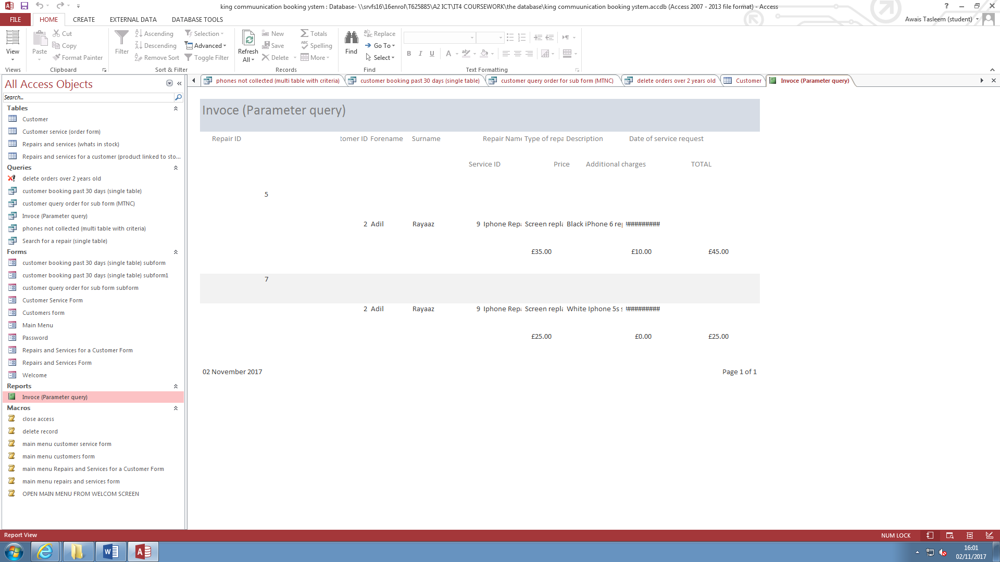 king commuunication booking ystem : Database- \\srvfs16\16enrol\T625885\A2 ICT\IT4 COURSEWORK\the database\king commuunication booking ystem.accdb (Access 2007 - 2013 file format) - Access
FILE HOME CREATE EXTERNAL DATA DATABASE TOOLS Awais Tasleem (student)
Cut Ascending Selection New Totals Replace
Copy Descending Advanced Save Spelling Go To
Format Painter Remove Sort Toggle Filter Delete More Select
View Paste Filter Refresh All Find
B I U A
Views Clipboard Sort & Filter Records Find Text Formatting
All Access Objects
Search...
Tables
Customer
Customer service (order form)
Repairs and services (whats in stock)
Repairs and services for a customer (product linked to sto...
Queries
delete orders over 2 years old
customer booking past 30 days (single table)
customer query order for sub form (MTNC)
Invoce (Parameter query)
phones not collected (multi table with criteria)
Search for a repair (single table)
Forms
customer booking past 30 days (single table) subform
customer booking past 30 days (single table) subform1
customer query order for sub form subform
Customer Service Form
Customers form
Main Menu
Password
Repairs and Services for a Customer Form
Repairs and Services Form
Welcome
Reports
Invoce (Parameter query)
Macros
close access
delete record
main menu customer service form
main menu customers form
main menu Repairs and Services for a Customer Form
main menu repairs and services form
OPEN MAIN MENU FROM WELCOM SCREEN
phones not collected (multi table with criteria) customer booking past 30 days (single table) customer query order for sub form (MTNC) delete orders over 2 years old Customer Invoce (Parameter query)
Invoce (Parameter query)
Repair ID tomer ID Forename Surname Repair Name Type of repa Description Date of service request
Service ID Price Additional charges TOTAL
5
2 Adil Rayaaz 9 Iphone Repa Screen repla Black iPhone 6 rep ##########
£35.00 £10.00 £45.00
7
2 Adil Rayaaz 9 Iphone Repa Screen repla White Iphone 5s s ##########
£25.00 £0.00 £25.00
02 November 2017 Page 1 of 1
Report View NUM LOCK
16:01
02/11/2017